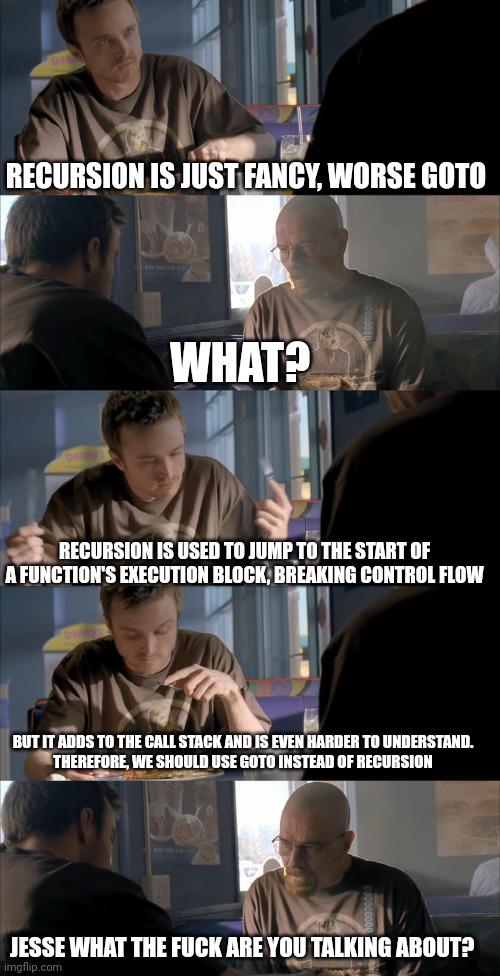 RECURSION IS JUST FANCY, WORSE GOTO
WHAT?
RECURSION IS USED TO JUMP TO THE START OF
A FUNCTION'S EXECUTION BLOCK, BREAKING CONTROL FLOW
BUT IT ADDS TO THE CALL STACK AND IS EVEN HARDER TO UNDERSTAND.
THEREFORE, WE SHOULD USE GOTO INSTEAD OF RECURSION
JESSE WHAT THE FUCK ARE YOU TALKING ABOUT?
imgflip.com